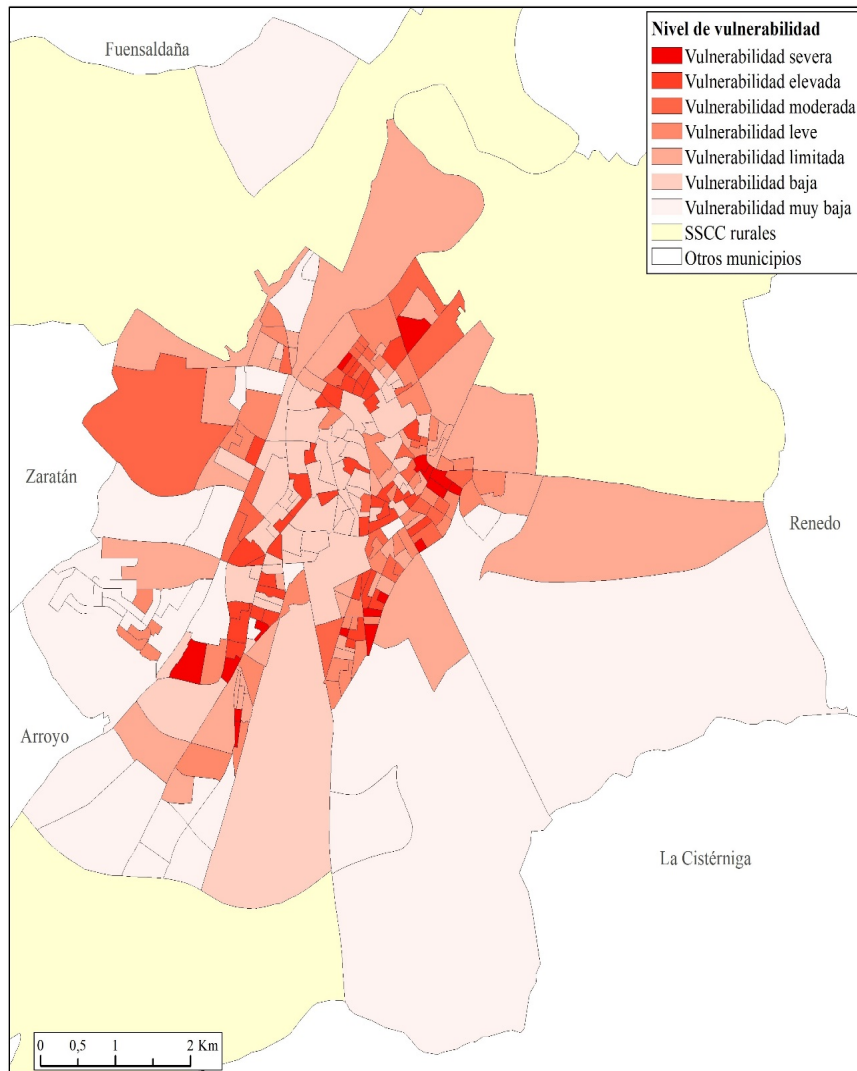 Fuensaldaña
Nivel de vulnerabilidad
Vulnerabilidad severa
Vulnerabilidad elevada
Vulnerabilidad moderada
Vulnerabilidad leve
Vulnerabilidad limitada
Vulnerabilidad baja
Vulnerabilidad muy baja
SSCC rurales
Otros municipios
Zaratán
Renedo
Arroyo
La Cistérniga
0 0,5 1 2 Km